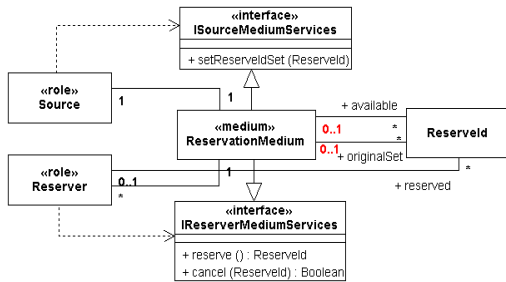 «interface»
ISourceMediumServices
+ setReserveIdSet (ReserveId)
«role»
Source
1
1
«medium»
ReservationMedium
+ available
0..1
*
ReserveId
*
0..1
+ originalSet
«role»
Reserver
0..1
*
1
*
+ reserved
«interface»
IReserverMediumServices
+ reserve () : ReserveId
+ cancel (ReserveId) : Boolean